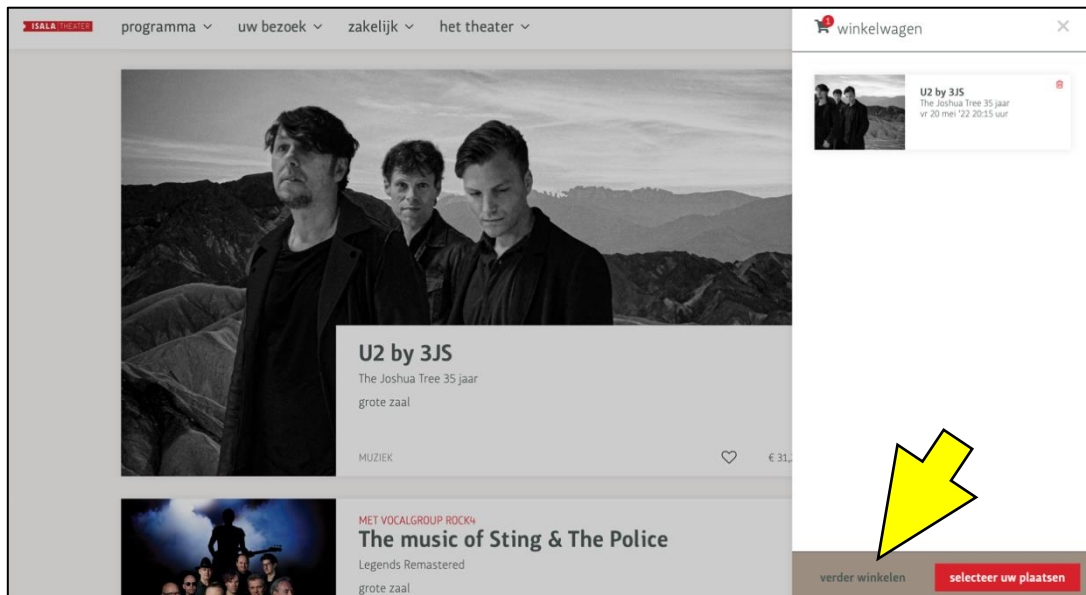 ISALA THEATER programma uw bezoek zakelijk het theater
1
winkelwagen
U2 by 3JS
The Joshua Tree 35 jaar
vr 20 mei '22 20:15 uur
U2 by 3JS
The Joshua Tree 35 jaar
grote zaal
MUZIEK € 31,
MET VOCALGROUP ROCK4
The music of Sting & The Police
Legends Remastered
grote zaal
verder winkelen selecteer uw plaatsen